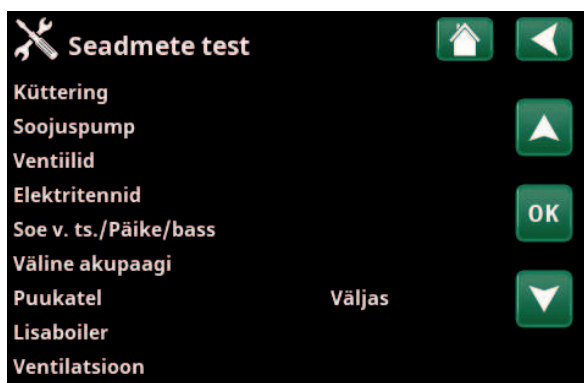 Seadmete test
Küttering
Soojuspump
Ventiilid
Elektritennid
Soe v. ts./Päike/bass
Väline akupaagi
Puukatel Väljas
Lisaboiler
Ventilatsioon
OK